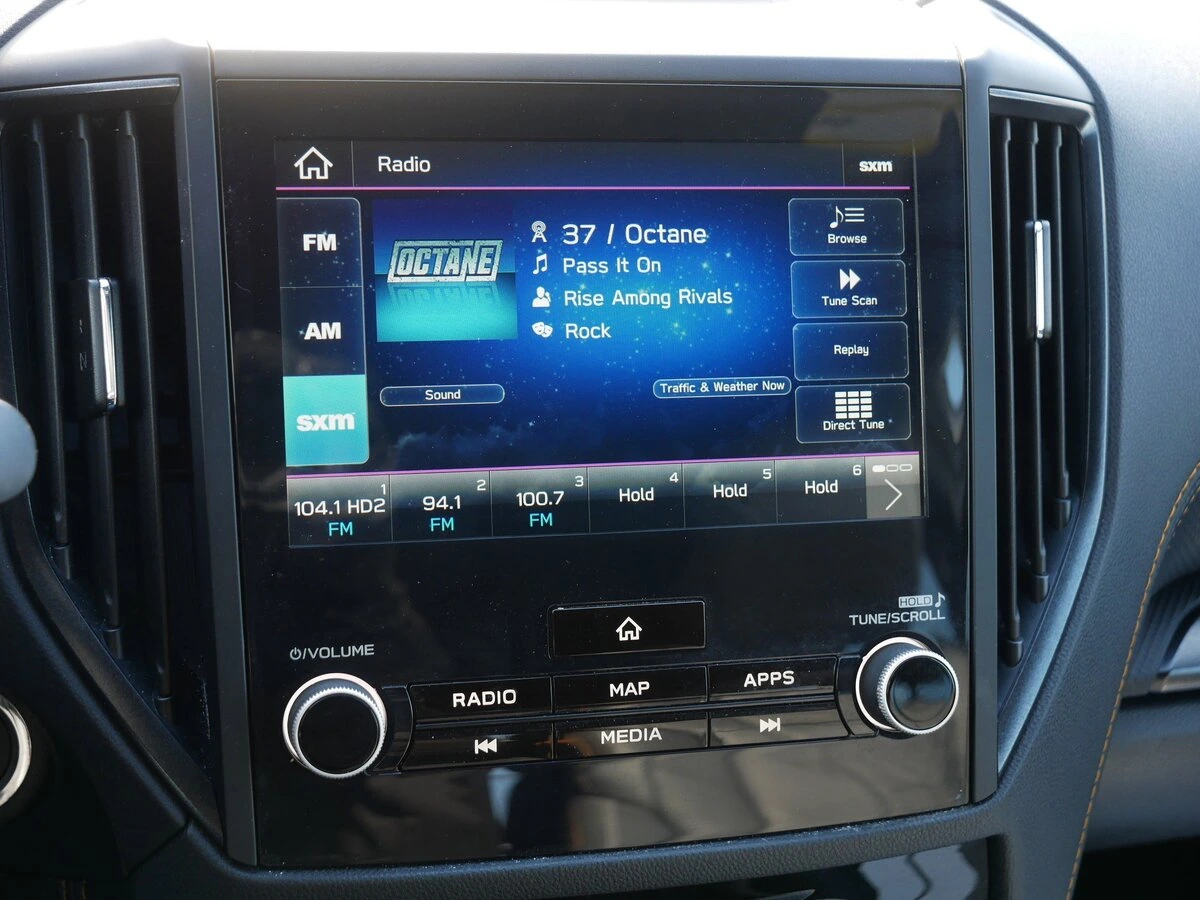 Radio
sxm
FM
AM
sxm
OCTANE
37 / Octane
Pass It On
Rise Among Rivals
Rock
Sound
Traffic & Weather Now
Browse
Tune Scan
Replay
Direct Tune
1
104.1 HD2
FM
2
94.1
FM
3
100.7
FM
4
Hold
5
Hold
6
Hold
/VOLUME
HOLD
TUNE/SCROLL
RADIO
MAP
APPS
MEDIA